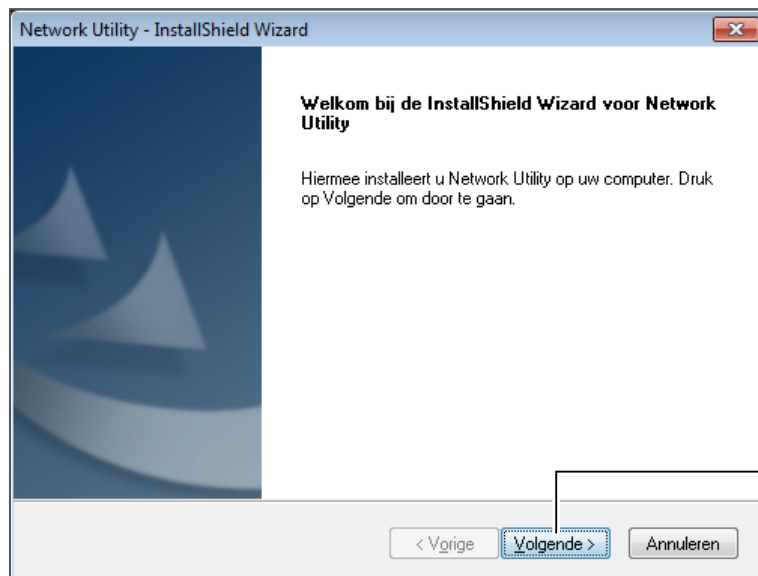 Network Utility - InstallShield Wizard
Welkom bij de InstallShield Wizard voor Network
Utility
Hiermee installeert u Network Utility op uw computer. Druk
op Volgende om door te gaan.
< Vorige
Volgende >
Annuleren